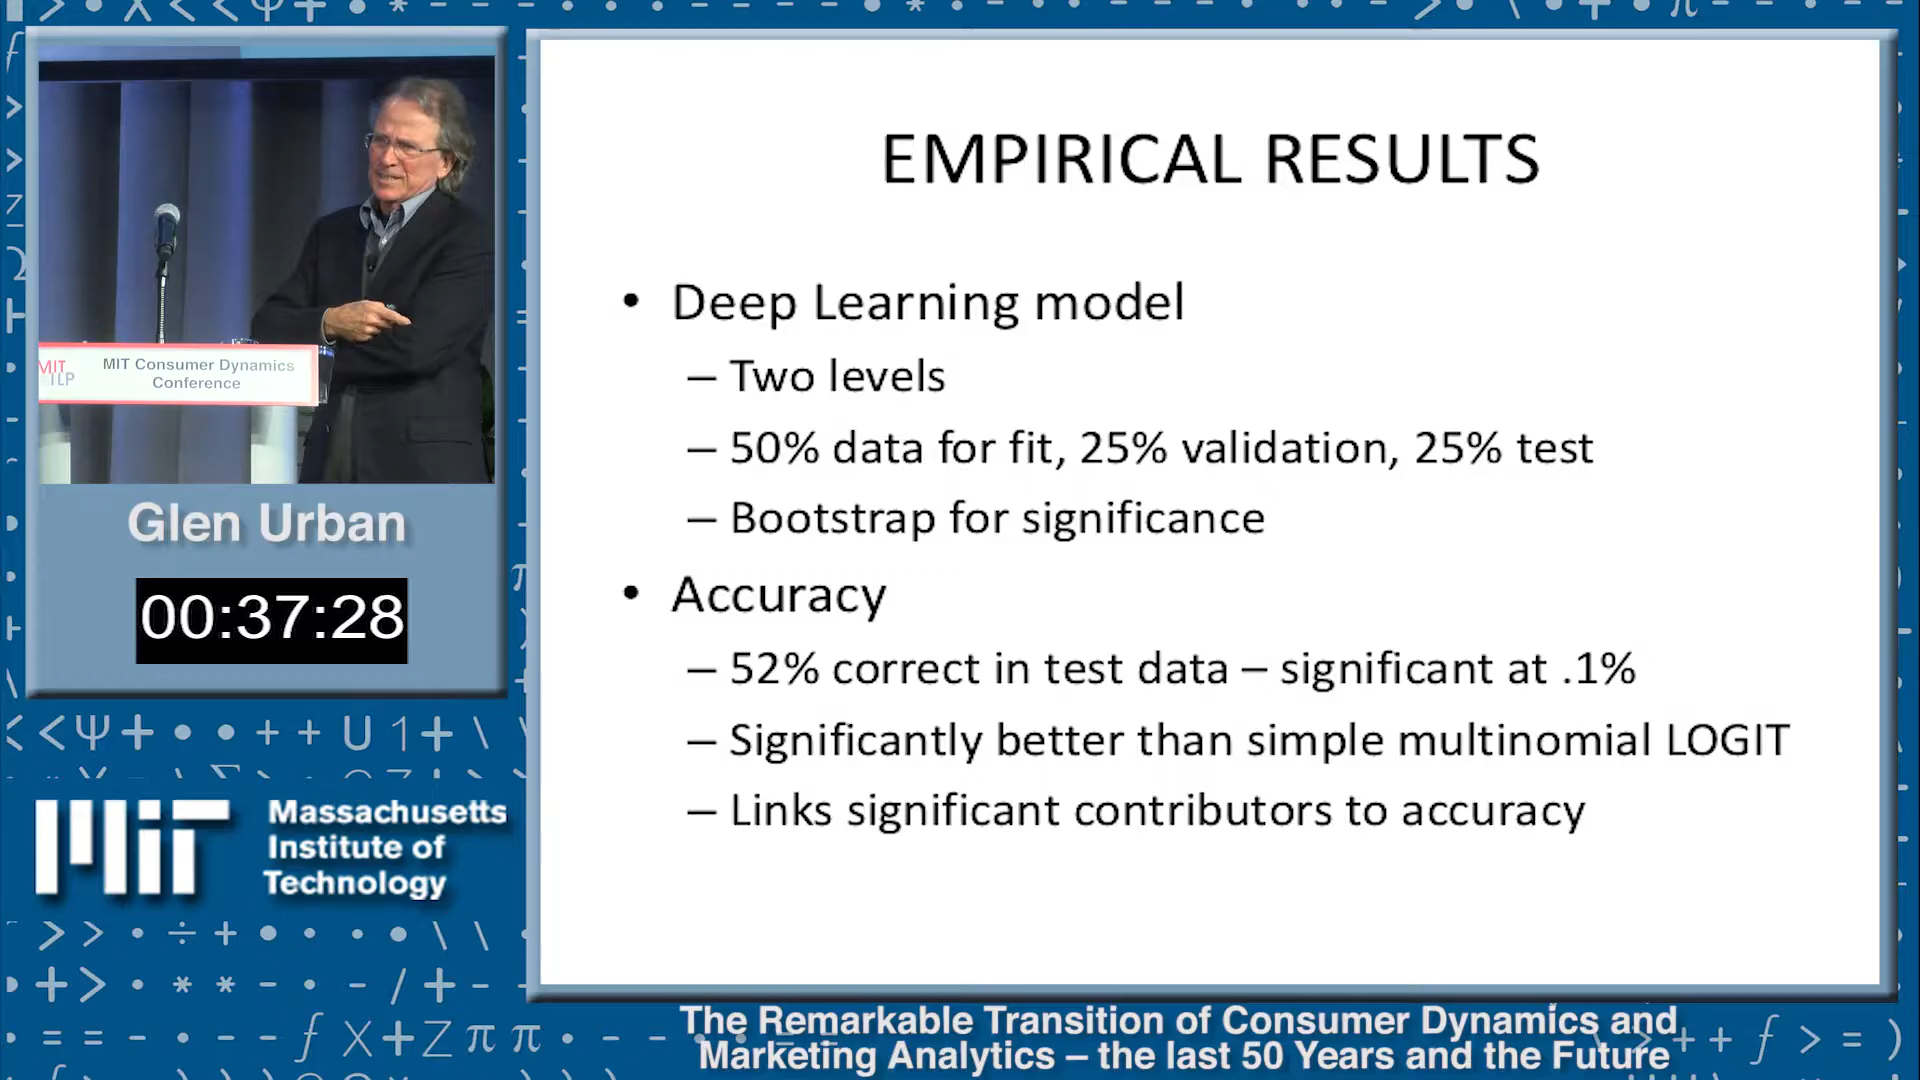 MIT
ILP
MIT Consumer Dynamics
Conference
Glen Urban
00:37:28
Massachusetts
Institute of
Technology
EMPIRICAL RESULTS
• Deep Learning model
– Two levels
– 50% data for fit, 25% validation, 25% test
– Bootstrap for significance
• Accuracy
– 52% correct in test data – significant at .1%
– Significantly better than simple multinomial LOGIT
– Links significant contributors to accuracy
The Remarkable Transition of Consumer Dynamics and
Marketing Analytics – the last 50 Years and the Future